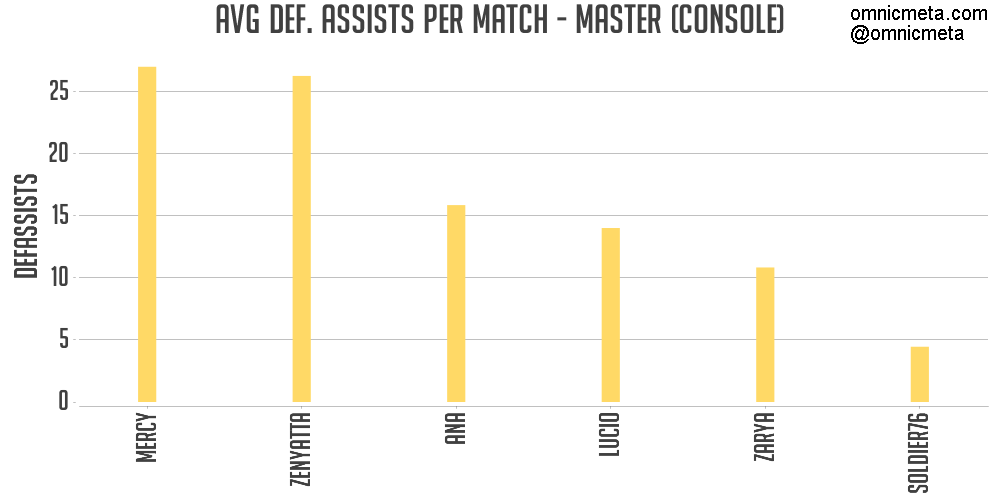 AVG DEF. ASSISTS PER MATCH - MASTER (CONSOLE)
omnicmeta.com
@omnicmeta
DEFASSISTS
25
20
15
10
5
0
MERCY
ZENYATTA
ANA
LUCIO
ZARYA
SOLDIER76